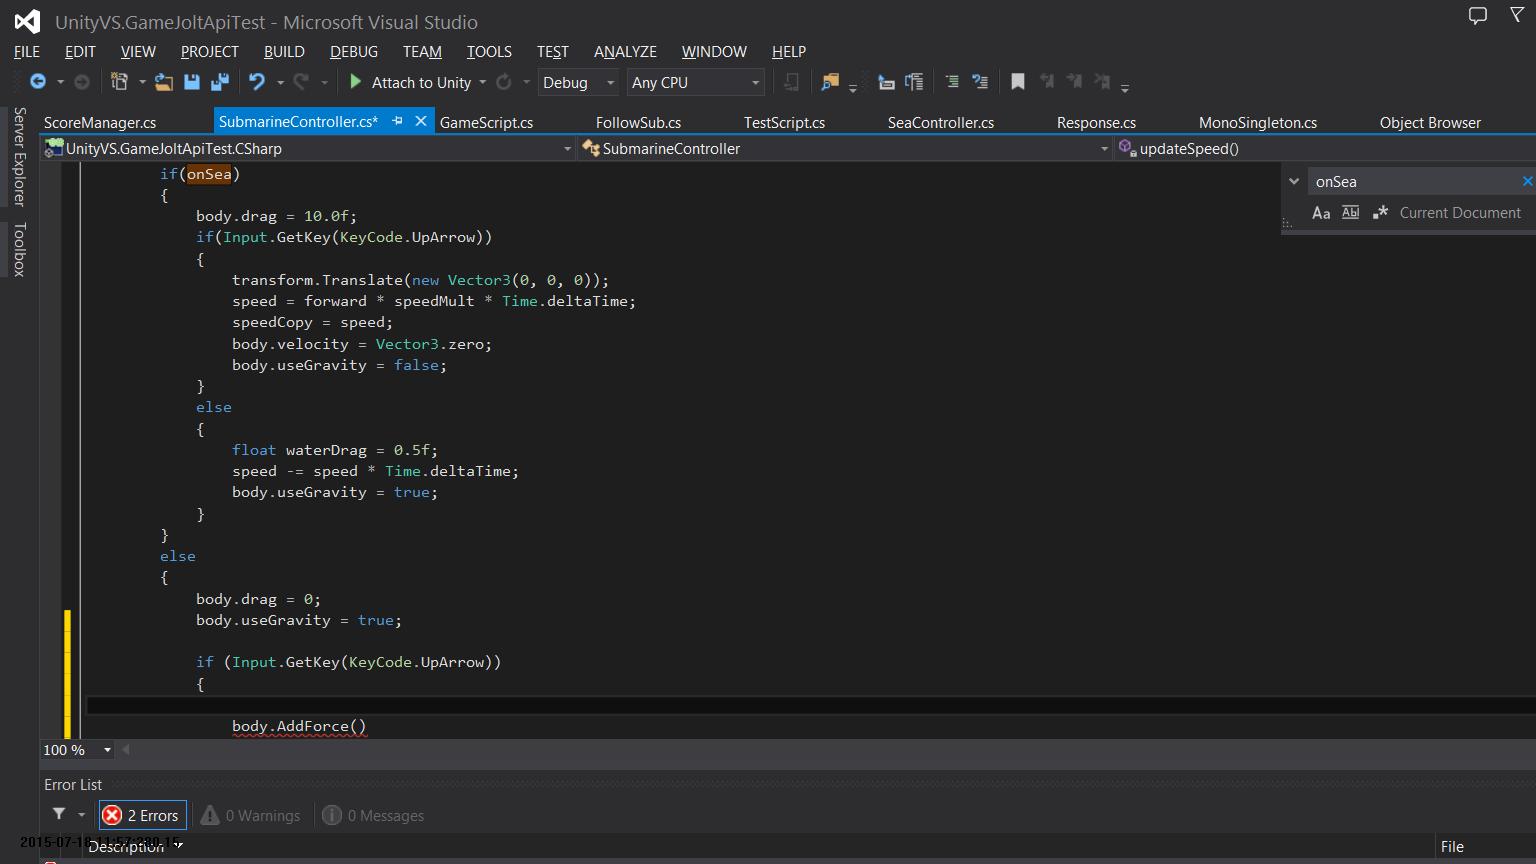 UnityVS.GameJoltApiTest - Microsoft Visual Studio
FILE EDIT VIEW PROJECT BUILD DEBUG TEAM TOOLS TEST ANALYZE WINDOW HELP
Attach to Unity Debug Any CPU
Server Explorer
Toolbox
ScoreManager.cs SubmarineController.cs* GameScript.cs FollowSub.cs TestScript.cs SeaController.cs Response.cs MonoSingleton.cs Object Browser
UnityVS.GameJoltApiTest.CSharp SubmarineController updateSpeed()
onSea
Aa Abl Current Document
if(onSea)
{
body.drag = 10.0f;
if(Input.GetKey(KeyCode.UpArrow))
{
transform.Translate(new Vector3(0, 0, 0));
speed = forward * speedMult * Time.deltaTime;
speedCopy = speed;
body.velocity = Vector3.zero;
body.useGravity = false;
}
else
{
float waterDrag = 0.5f;
speed -= speed * Time.deltaTime;
body.useGravity = true;
}
}
else
{
body.drag = 0;
body.useGravity = true;
if (Input.GetKey(KeyCode.UpArrow))
{
body.AddForce()
100 %
Error List
2 Errors 0 Warnings 0 Messages
Description File